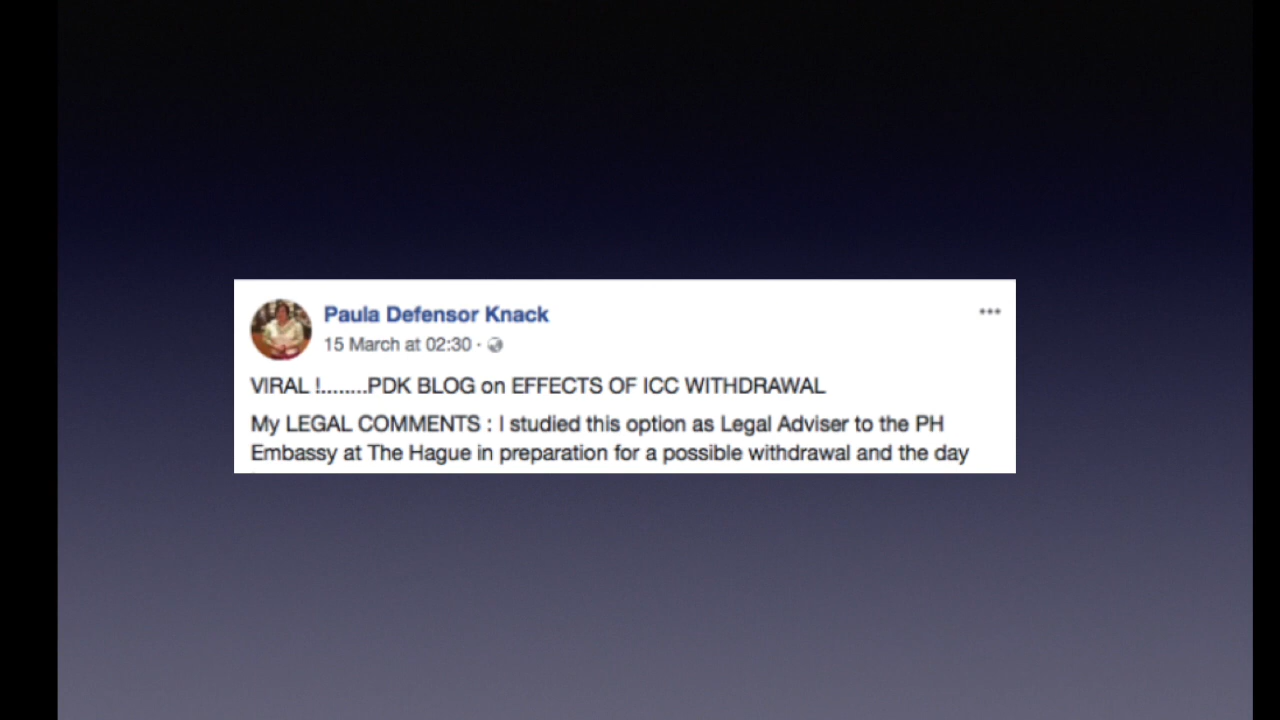 Paula Defensor Knack
15 March at 02:30 ·
VIRAL !........PDK BLOG on EFFECTS OF ICC WITHDRAWAL
My LEGAL COMMENTS : I studied this option as Legal Adviser to the PH
Embassy at The Hague in preparation for a possible withdrawal and the day